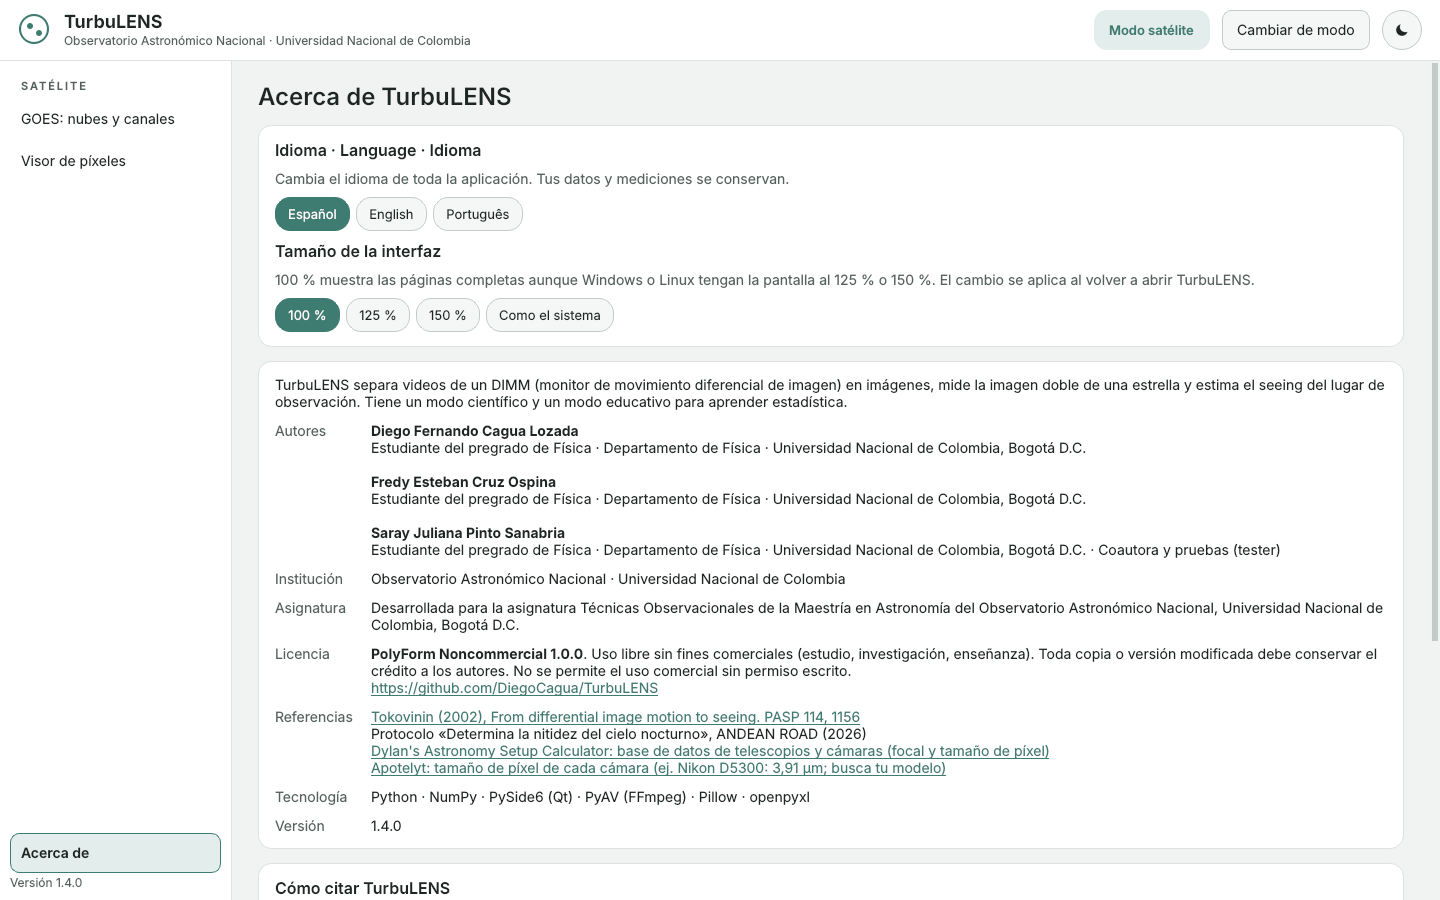 TurbuLENS
Observatorio Astronómico Nacional · Universidad Nacional de Colombia
Modo satélite
Cambiar de modo
SATÉLITE
GOES: nubes y canales
Visor de píxeles
Acerca de
Versión 1.4.0
Acerca de TurbuLENS
Idioma · Language · Idioma
Cambia el idioma de toda la aplicación. Tus datos y mediciones se conservan.
Español
English
Português
Tamaño de la interfaz
100 % muestra las páginas completas aunque Windows o Linux tengan la pantalla al 125 % o 150 %. El cambio se aplica al volver a abrir TurbuLENS.
100 %
125 %
150 %
Como el sistema
TurbuLENS separa videos de un DIMM (monitor de movimiento diferencial de imagen) en imágenes, mide la imagen doble de una estrella y estima el seeing del lugar de
observación. Tiene un modo científico y un modo educativo para aprender estadística.
Autores
Diego Fernando Cagua Lozada
Estudiante del pregrado de Física · Departamento de Física · Universidad Nacional de Colombia, Bogotá D.C.
Fredy Esteban Cruz Ospina
Estudiante del pregrado de Física · Departamento de Física · Universidad Nacional de Colombia, Bogotá D.C.
Saray Juliana Pinto Sanabria
Estudiante del pregrado de Física · Departamento de Física · Universidad Nacional de Colombia, Bogotá D.C. · Coautora y pruebas (tester)
Institución
Observatorio Astronómico Nacional · Universidad Nacional de Colombia
Asignatura
Desarrollada para la asignatura Técnicas Observacionales de la Maestría en Astronomía del Observatorio Astronómico Nacional, Universidad Nacional de
Colombia, Bogotá D.C.
Licencia
PolyForm Noncommercial 1.0.0. Uso libre sin fines comerciales (estudio, investigación, enseñanza). Toda copia o versión modificada debe conservar el
crédito a los autores. No se permite el uso comercial sin permiso escrito.
https://github.com/DiegoCagua/TurbuLENS
Referencias
Tokovinin (2002), From differential image motion to seeing. PASP 114, 1156
Protocolo «Determina la nitidez del cielo nocturno», ANDEAN ROAD (2026)
Dylan's Astronomy Setup Calculator: base de datos de telescopios y cámaras (focal y tamaño de píxel)
Apotelyt: tamaño de píxel de cada cámara (ej. Nikon D5300: 3,91 µm; busca tu modelo)
Tecnología
Python · NumPy · PySide6 (Qt) · PyAV (FFmpeg) · Pillow · openpyxl
Versión
1.4.0
Cómo citar TurbuLENS